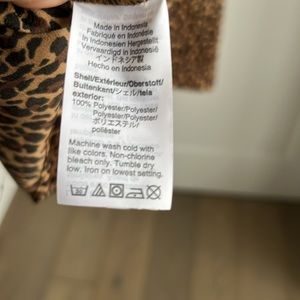 Made in Indonesia
Fabriqué en Indonésie
In Indonesien Hergestellt
Vervaardigd in Indonesië
インドネシア製
Hecho en Indonesia
Shell/Extérieur/Oberstoff/
Buitenkant/シェル/tela
exterior:
100% Polyester/Polyester/
Polyester/Polyester/
ポリエステル/
poliéster
Machine wash cold with
like colors. Non-chlorine
bleach only. Tumble dry
low. Iron on lowest setting.
30